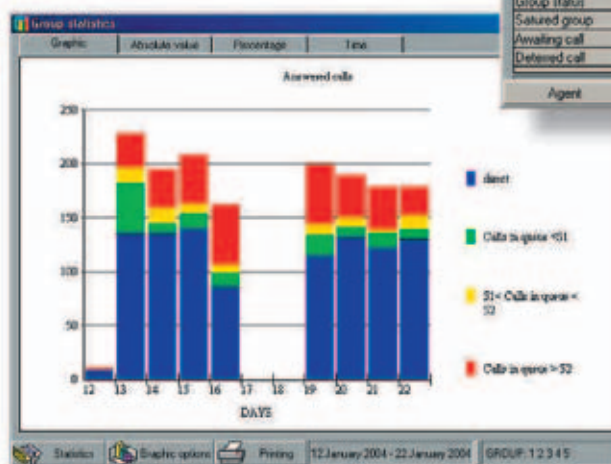 Group statistics
Graphic
Absolute value
Percentage
Time
Group status
Satured group
Awaiting call
Deterred call
Agent
Answered calls
250
200
150
100
50
0
12 13 14 15 16 17 18 19 20 21 22
DAYS
direct
Calls in queue <S1
S1< Calls in queue <
S2
Calls in queue > S2
Statistics
Graphic options
Printing
12 January 2004 - 22 January 2004
GROUP: 1 2 3 4 5